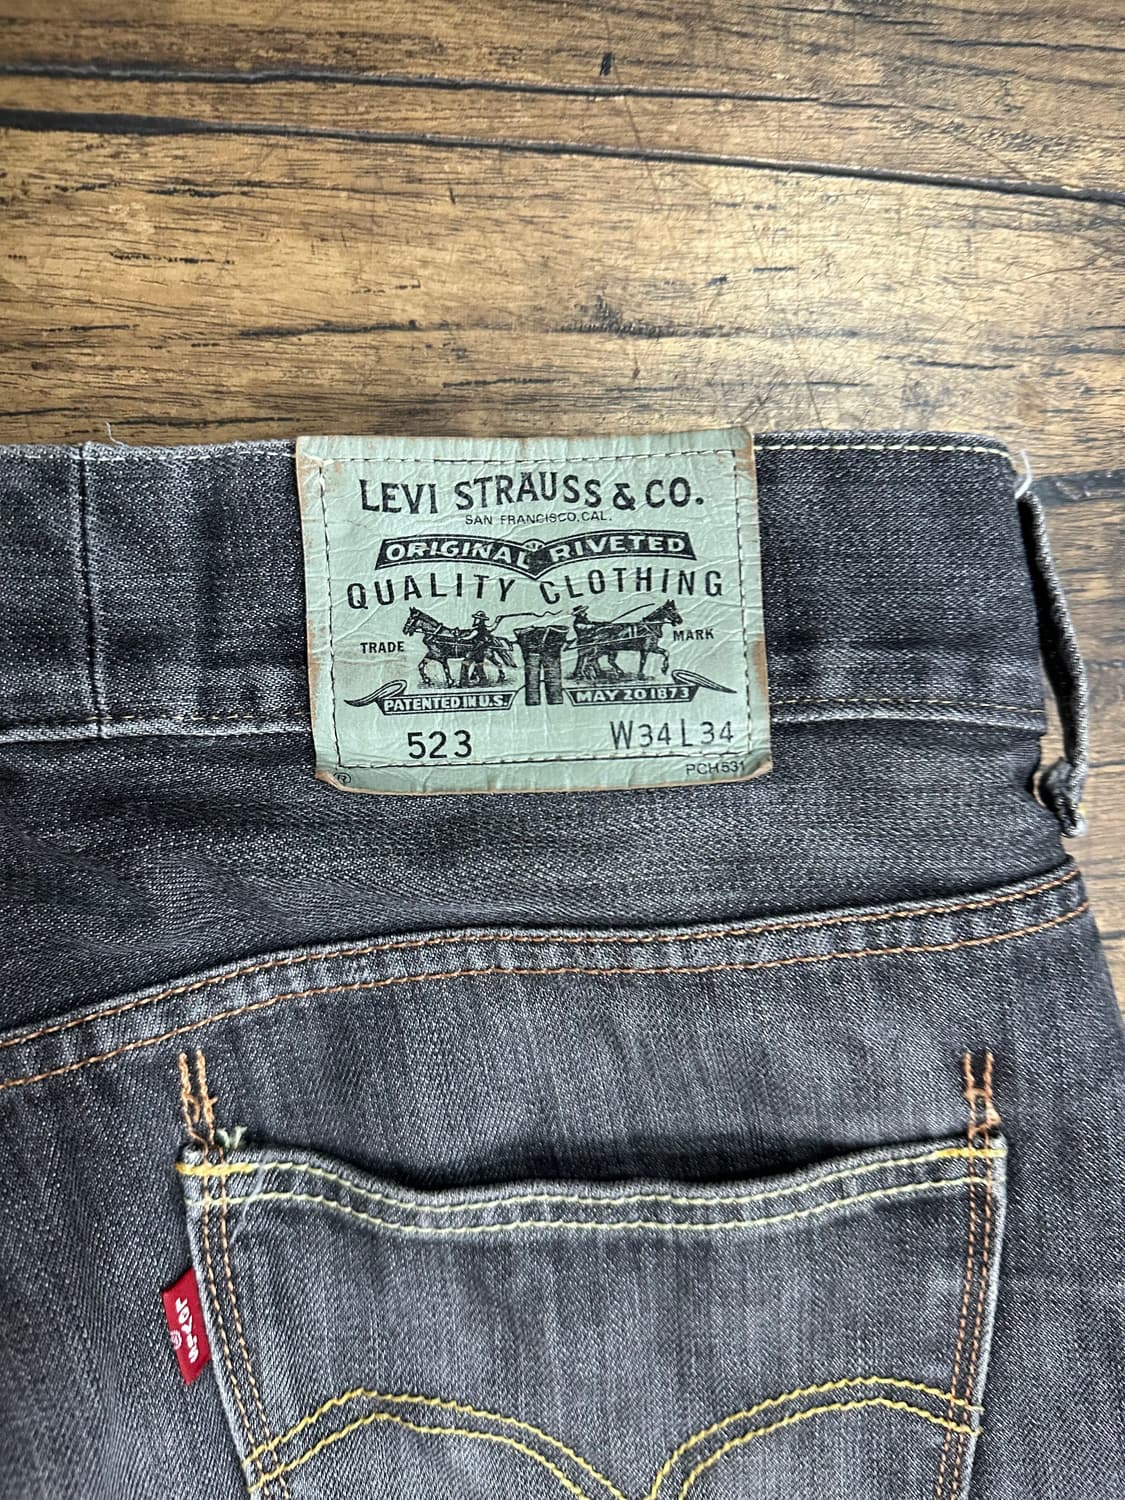 LEVI STRAUSS & CO.
SAN FRANCISCO, CAL.
ORIGINAL RIVETED
QUALITY CLOTHING
TRADE MARK
PATENTED IN U.S. MAY 20 1873
523 W34 L34
® PCH531
LEVI'S
®